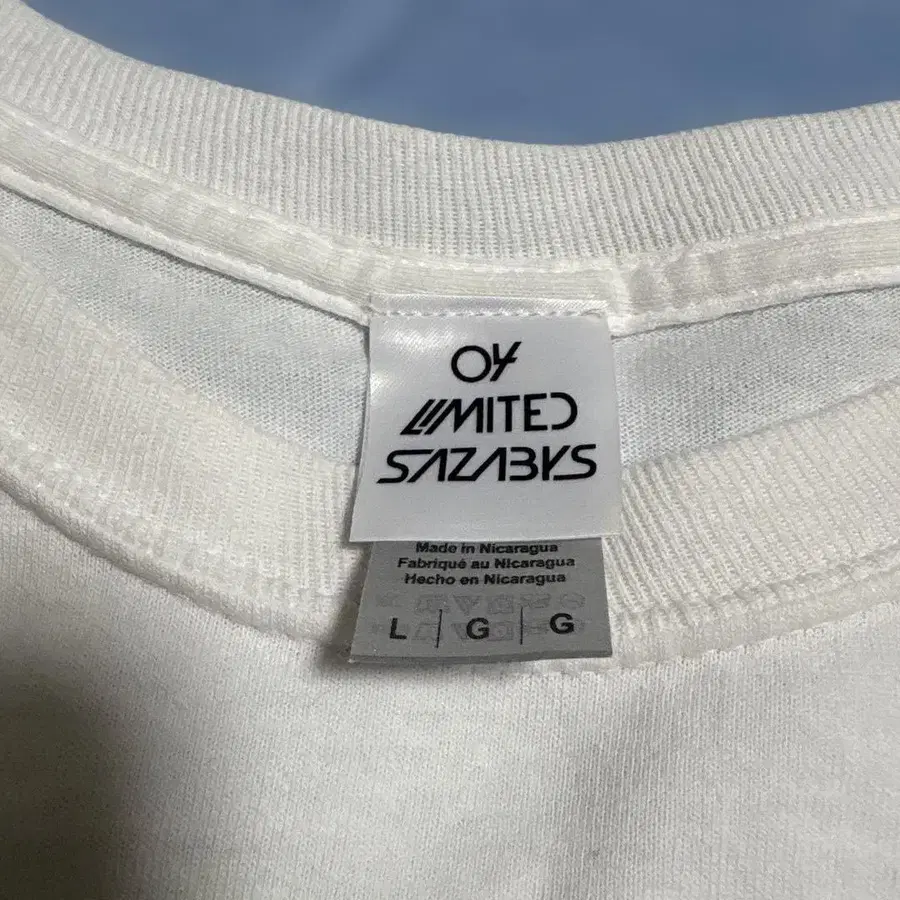 04
LIMITED
SAZABYS
Made in Nicaragua
Fabriqué au Nicaragua
Hecho en Nicaragua
L | G | G